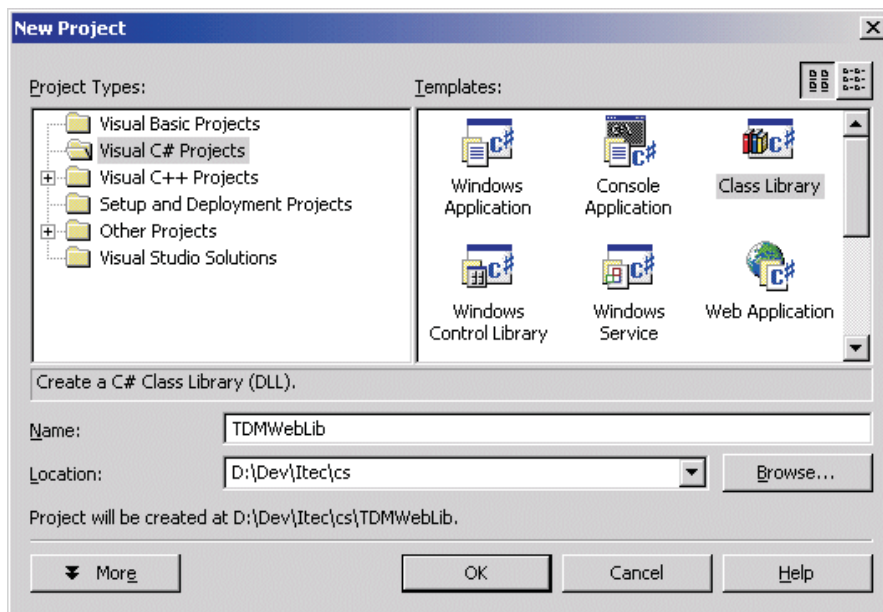 New Project
Project Types:
Templates:
Visual Basic Projects
Visual C# Projects
Visual C++ Projects
Setup and Deployment Projects
Other Projects
Visual Studio Solutions
Windows
Application
Console
Application
Class Library
Windows
Control Library
Windows
Service
Web Application
Create a C# Class Library (DLL).
Name:
TDMWebLib
Location:
D:\Dev\Itec\cs
Browse...
Project will be created at D:\Dev\Itec\cs\TDMWebLib.
More
OK
Cancel
Help